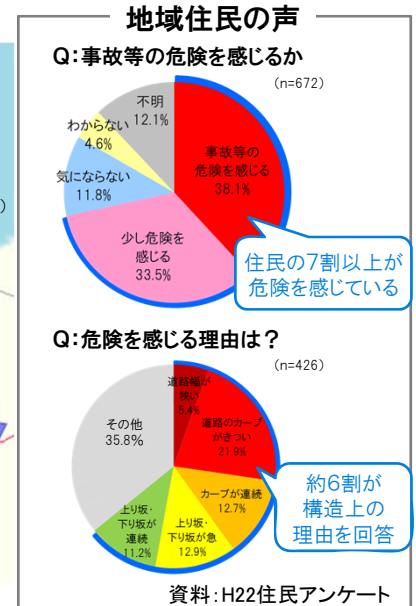 地域住民の声
Q:事故等の危険を感じるか
(n=672)
不明
12.1%
わからない
4.6%
気にならない
11.8%
事故等の
危険を感じる
38.1%
少し危険を
感じる
33.5%
住民の7割以上が
危険を感じている
Q:危険を感じる理由は？
(n=426)
道路幅が
狭い
5.4%
道路のカーブ
がきつい
21.9%
その他
35.8%
カーブが連続
12.7%
上り坂・
下り坂が
連続
11.2%
上り坂・
下り坂が急
12.9%
約6割が
構造上の
理由を回答
資料:H22住民アンケート
)